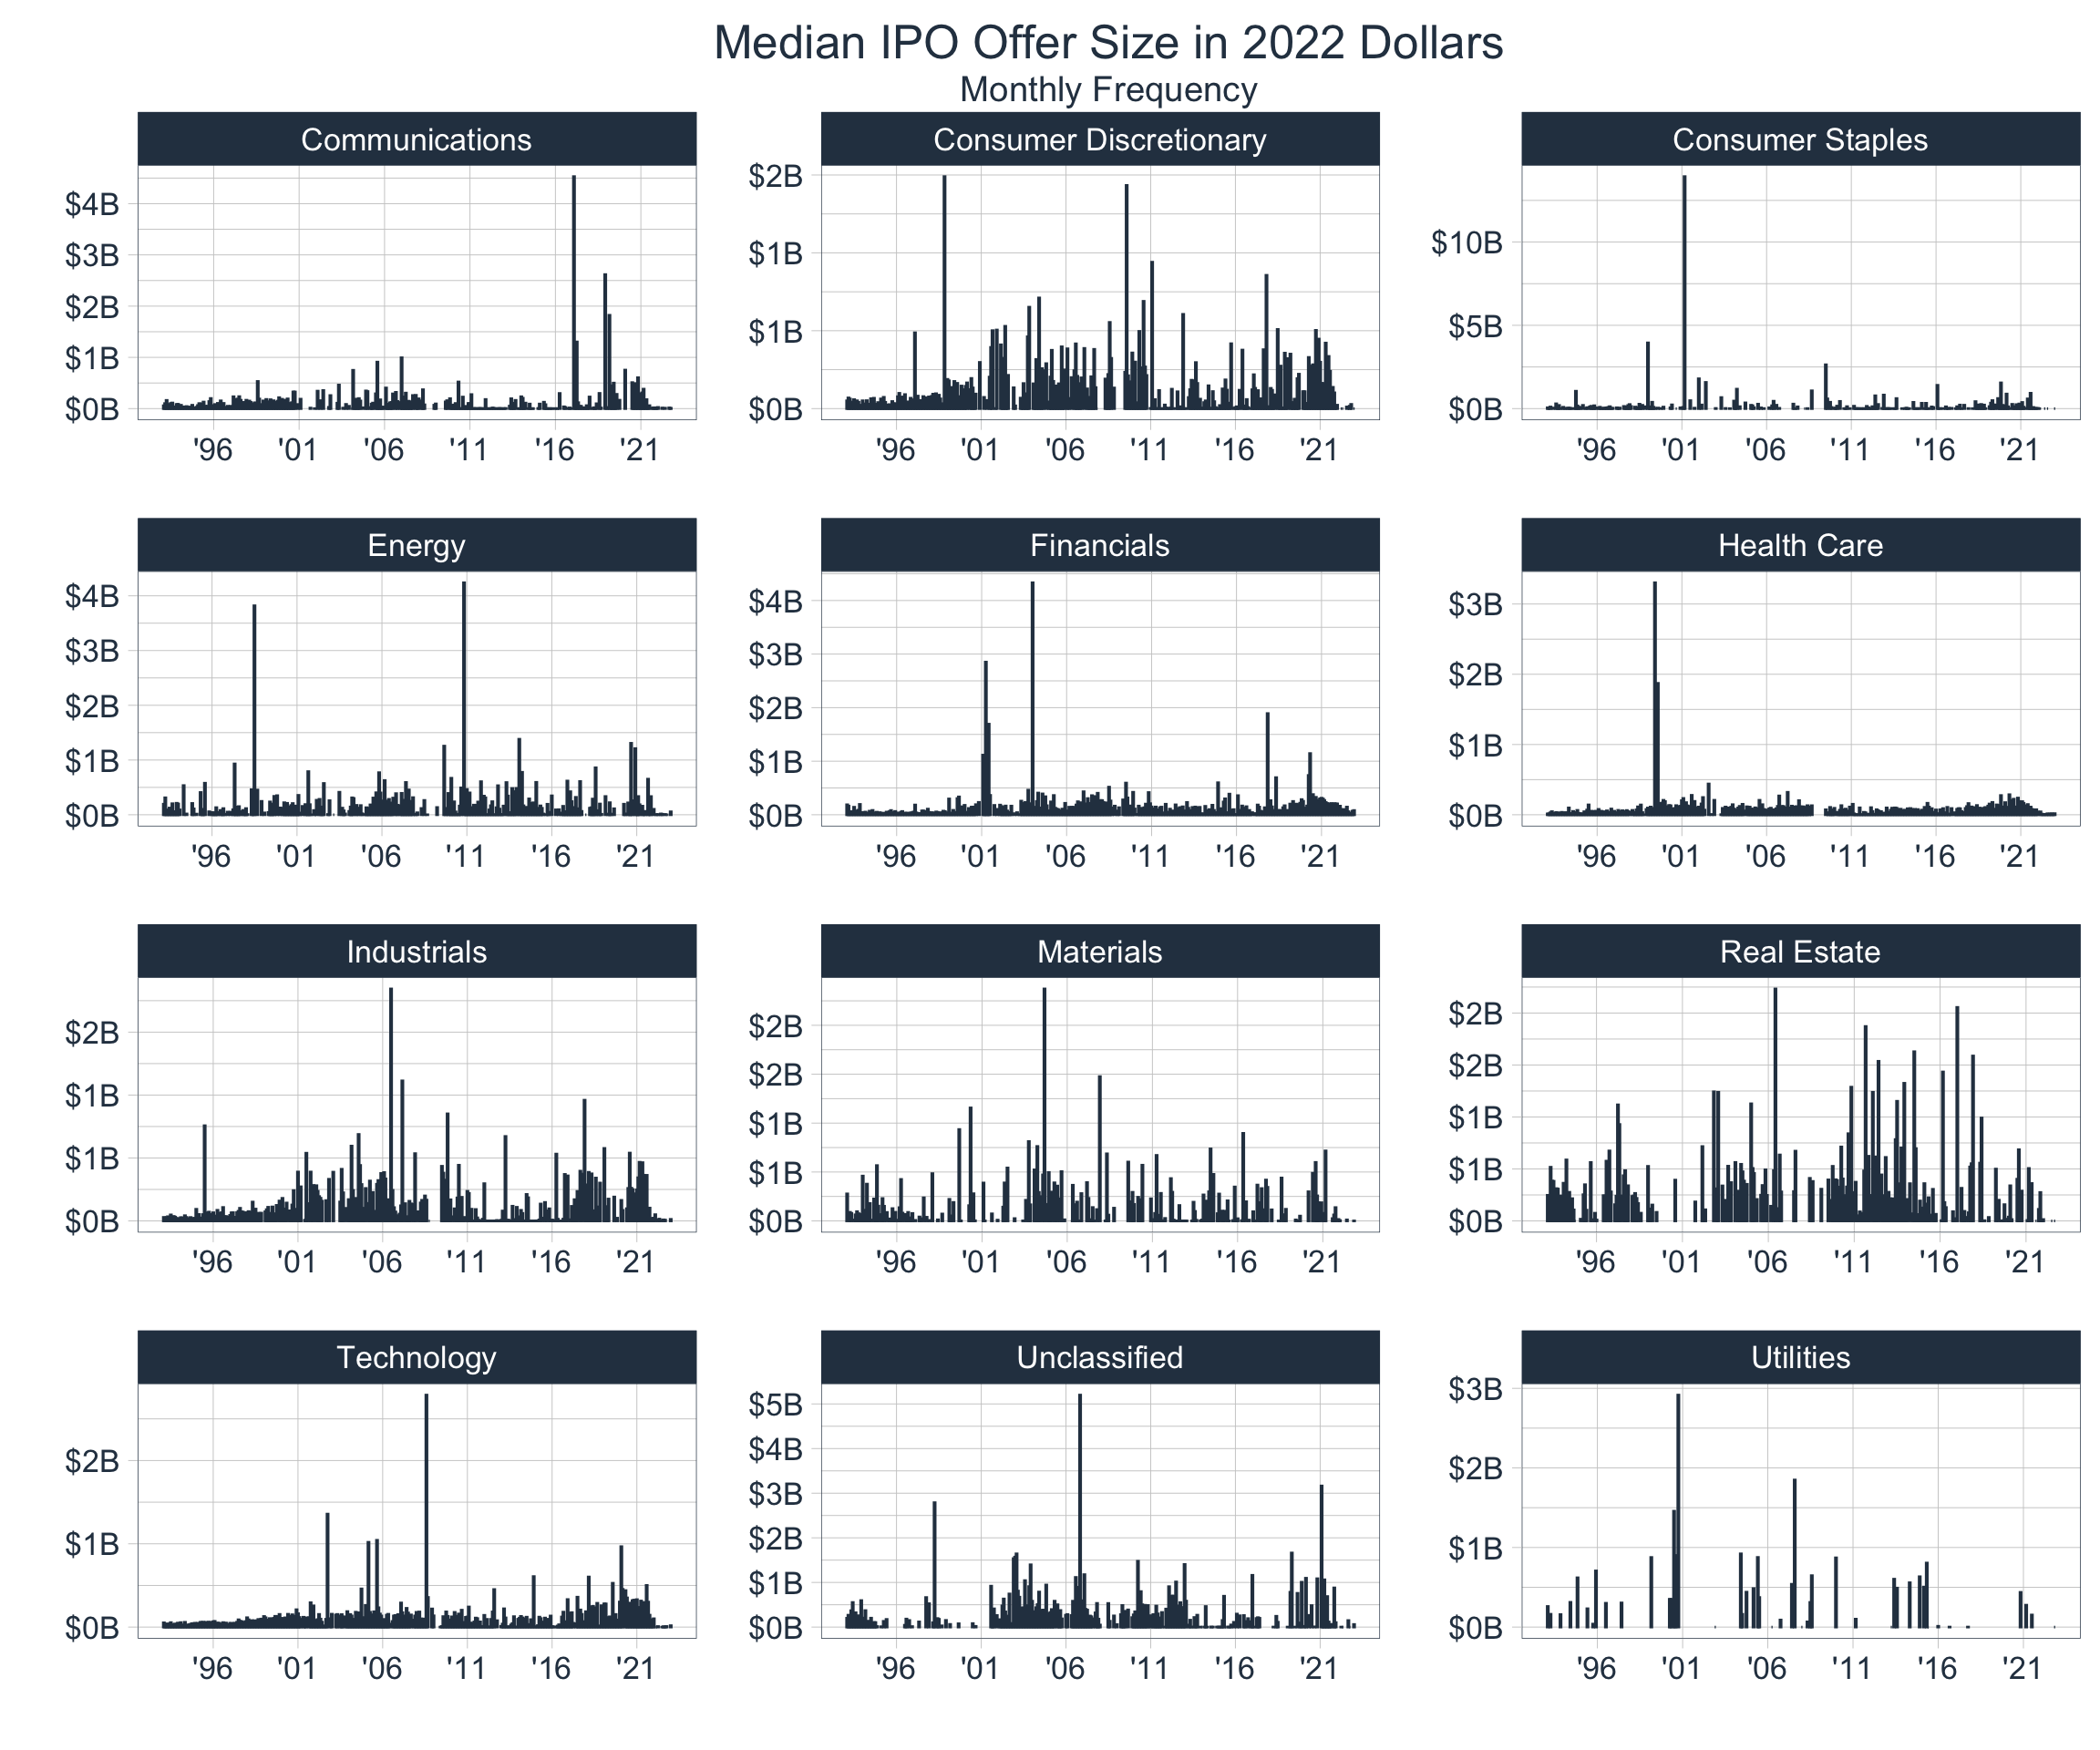 Median IPO Offer Size in 2022 Dollars
Monthly Frequency
Communications
$4B
$3B
$2B
$1B
$0B
'96 '01 '06 '11 '16 '21
Consumer Discretionary
$2B
$1B
$1B
$0B
'96 '01 '06 '11 '16 '21
Consumer Staples
$10B
$5B
$0B
'96 '01 '06 '11 '16 '21
Energy
$4B
$3B
$2B
$1B
$0B
'96 '01 '06 '11 '16 '21
Financials
$4B
$3B
$2B
$1B
$0B
'96 '01 '06 '11 '16 '21
Health Care
$3B
$2B
$1B
$0B
'96 '01 '06 '11 '16 '21
Industrials
$2B
$1B
$1B
$0B
'96 '01 '06 '11 '16 '21
Materials
$2B
$2B
$1B
$1B
$0B
'96 '01 '06 '11 '16 '21
Real Estate
$2B
$2B
$1B
$1B
$0B
'96 '01 '06 '11 '16 '21
Technology
$2B
$1B
$0B
'96 '01 '06 '11 '16 '21
Unclassified
$5B
$4B
$3B
$2B
$1B
$0B
'96 '01 '06 '11 '16 '21
Utilities
$3B
$2B
$1B
$0B
'96 '01 '06 '11 '16 '21